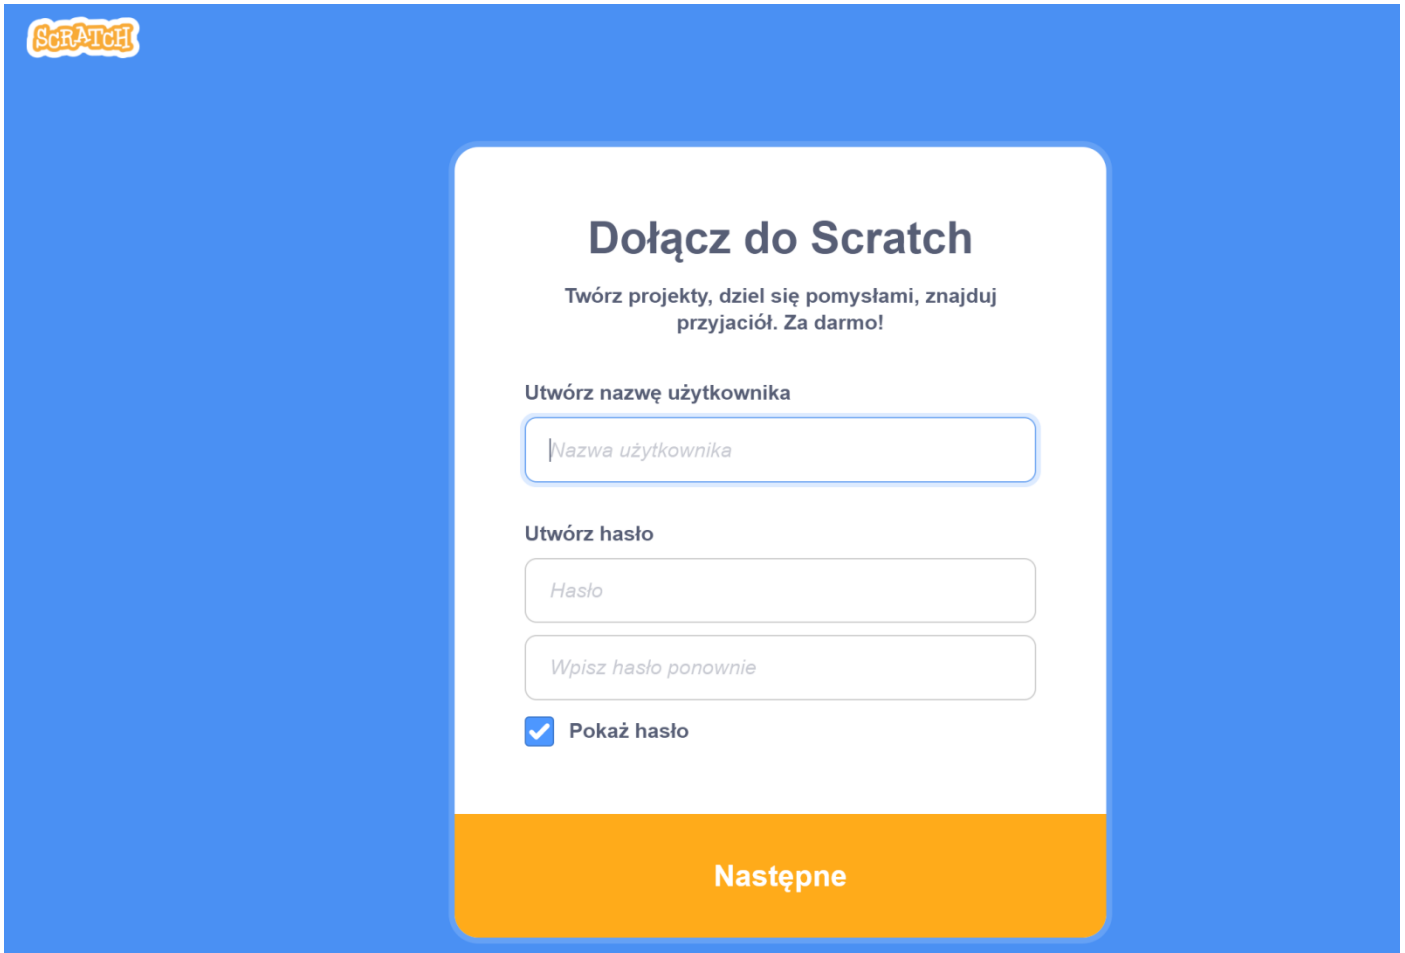 SCRATCH
Dołącz do Scratch
Twórz projekty, dziel się pomysłami, znajduj
przyjaciół. Za darmo!
Utwórz nazwę użytkownika
Nazwa użytkownika
Utwórz hasło
Hasło
Wpisz hasło ponownie
Pokaż hasło
Następne